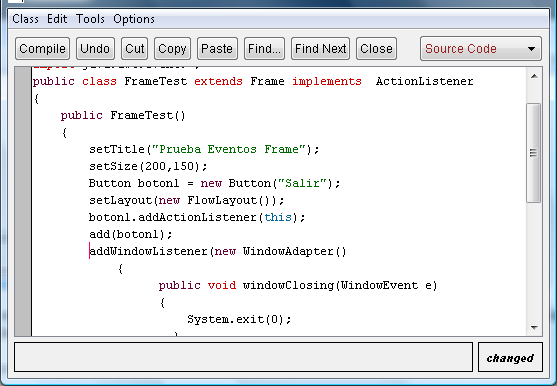 Class Edit Tools Options
Compile Undo Cut Copy Paste Find... Find Next Close Source Code
public class FrameTest extends Frame implements ActionListener
{
public FrameTest()
{
setTitle("Prueba Eventos Frame");
setSize(200,150);
Button boton1 = new Button("Salir");
setLayout(new FlowLayout());
boton1.addActionListener(this);
add(boton1);
addWindowListener(new WindowAdapter()
{
public void windowClosing(WindowEvent e)
{
System.exit(0);
changed